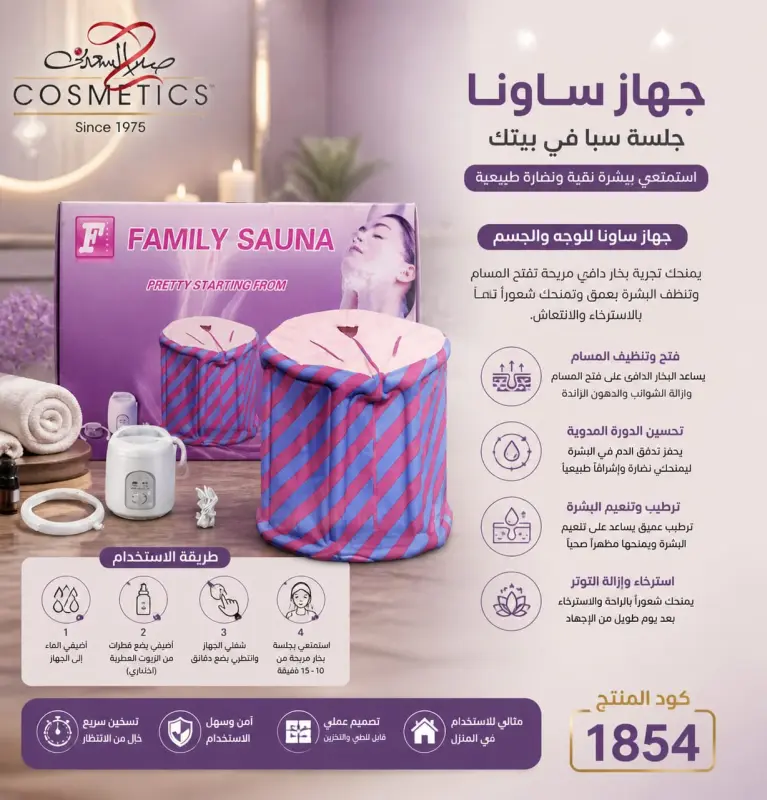 صلاح السعدني
COSMETICS
Since 1975
جهاز ساونا
جلسة سبا في بيتك
استمتعي ببشرة نقية ونضارة طبيعية
جهاز ساونا للوجه والجسم
يمنحك تجربة بخار دافئ مريحة تفتح المسام
وتنظف البشرة بعمق وتمنحك شعوراً
بالاسترخاء والانتعاش.
F
FAMILY SAUNA
PRETTY STARTING FROM
فتح وتنظيف المسام
يساعد البخار الدافئ على فتح المسام
وإزالة الشوائب والدهون الزائدة
تحسين الدورة المدوية
يحفز تدفق الدم في البشرة
ليمنحكي نضارة وإشراقاً طبيعياً
ترطيب وتنعيم البشرة
ترطيب عميق يساعد على تنعيم
البشرة ويمنحها مظهراً صحياً
استرخاء وإزالة التوتر
يمنحك شعوراً بالراحة والاسترخاء
بعد يوم طويل من الإجهاد
طريقة الاستخدام
1
أضيفي الماء
إلى الجهاز
2
أضيفي بضع قطرات
من الزيوت العطرية
(اختياري)
3
شغلي الجهاز
وانتظري بضع دقائق
4
استمتعي بجلسة
بخار مريحة من
10 - 15 دقيقة
تسخين سريع
خال من الانتظار
آمن وسهل
الاستخدام
تصميم عملي
قابل للطي والتخزين
مثالي للاستخدام
في المنزل
كود المنتج
1854